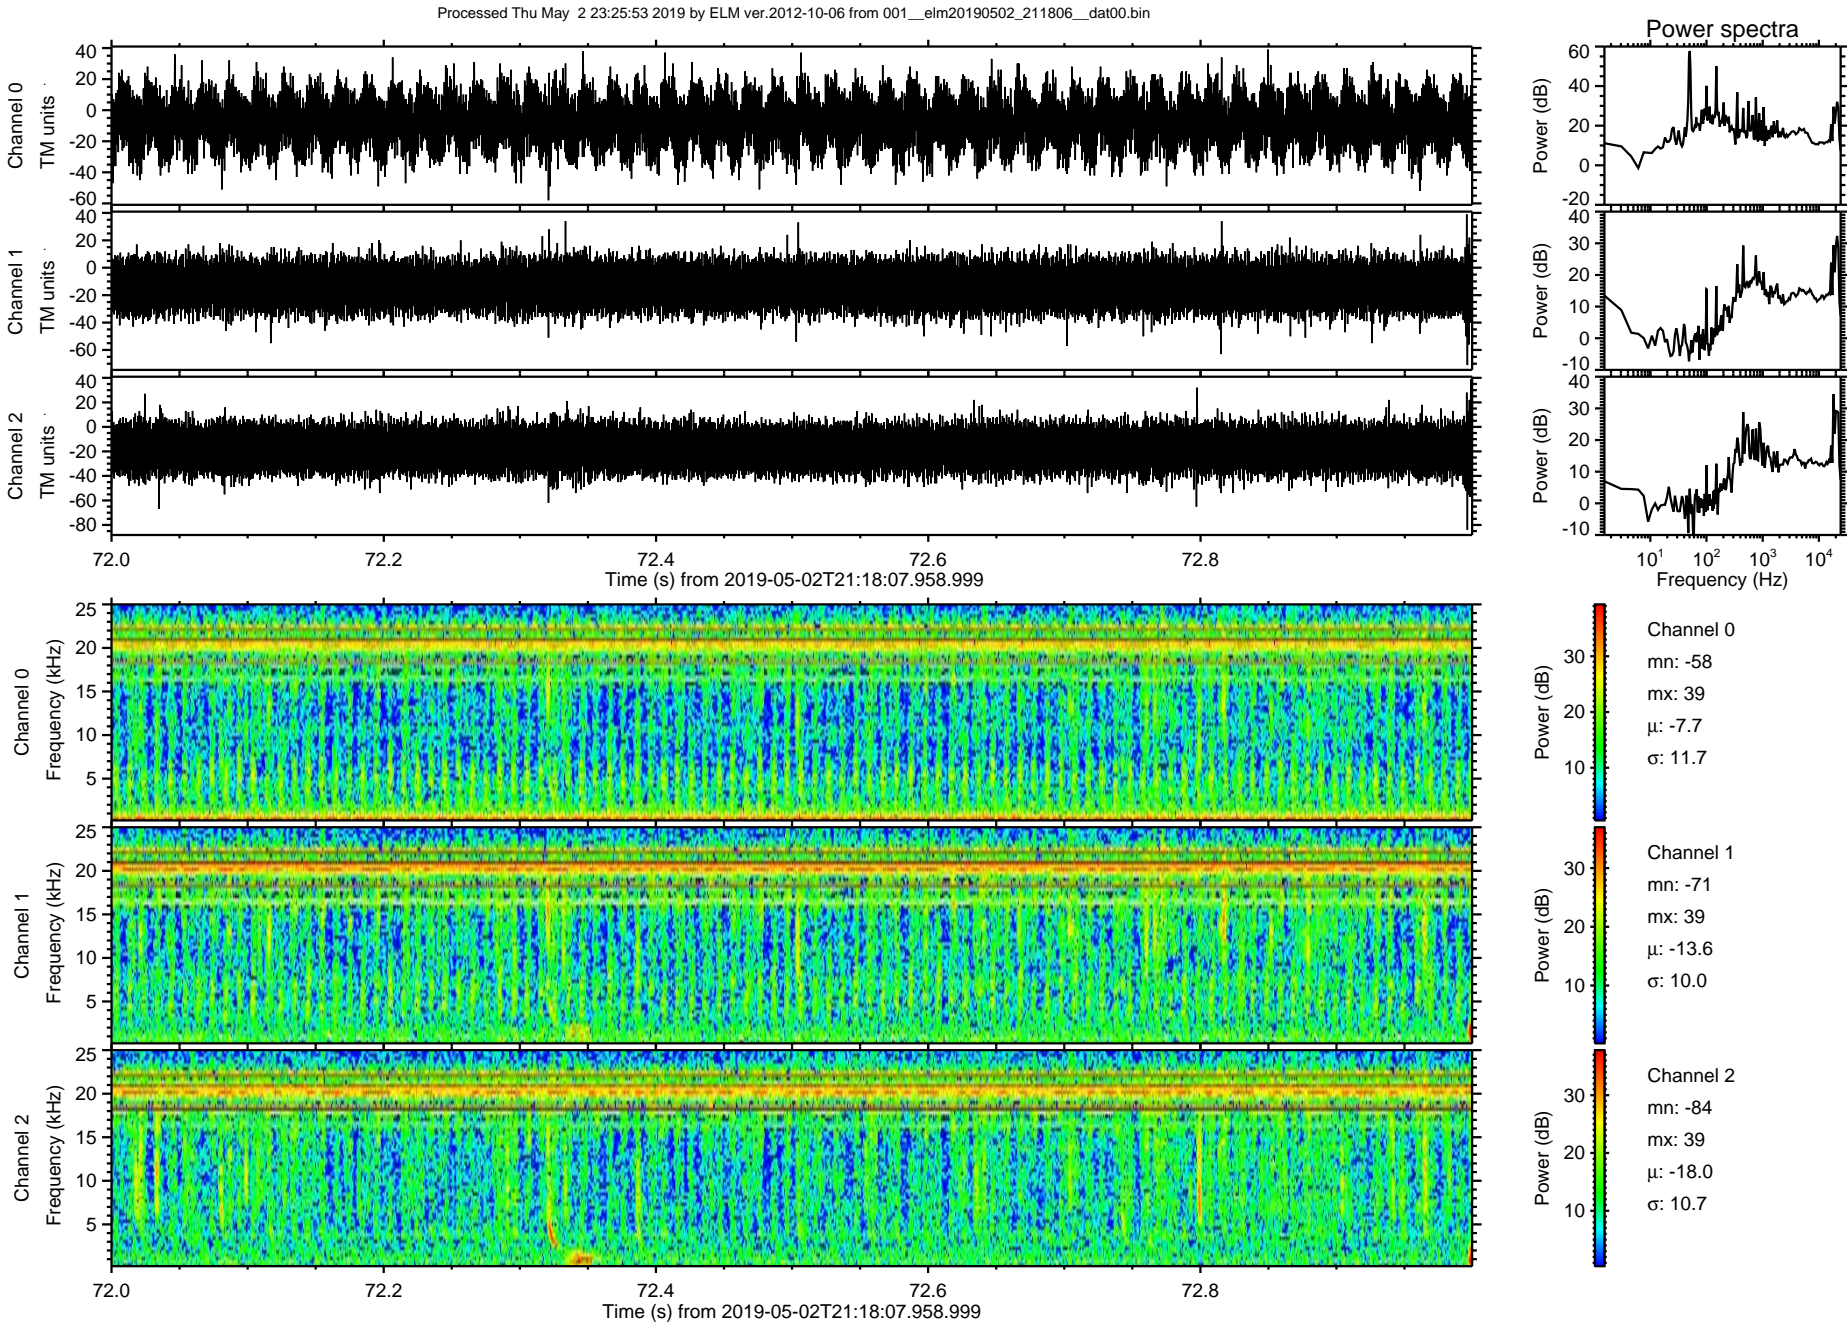 Processed Thu May 2 23:25:53 2019 by ELM ver.2012-10-06 from 001__elm20190502_211806__dat00.bin
Power spectra
Channel 0
TM units
40
20
0
-20
-40
-60
Power (dB)
60
40
20
0
-20
Channel 1
TM units
40
20
0
-20
-40
-60
Power (dB)
40
30
20
10
0
-10
Channel 2
TM units
40
20
0
-20
-40
-60
-80
Power (dB)
40
30
20
10
0
-10
72.0 72.2 72.4 72.6 72.8
Time (s) from 2019-05-02T21:18:07.958.999
10¹ 10² 10³ 10⁴
Frequency (Hz)
Channel 0
Frequency (kHz)
25
20
15
10
5
Power (dB)
30
20
10
Channel 0
mn: -58
mx: 39
µ: -7.7
σ: 11.7
Channel 1
Frequency (kHz)
25
20
15
10
5
Power (dB)
30
20
10
Channel 1
mn: -71
mx: 39
µ: -13.6
σ: 10.0
Channel 2
Frequency (kHz)
25
20
15
10
5
Power (dB)
30
20
10
Channel 2
mn: -84
mx: 39
µ: -18.0
σ: 10.7
72.0 72.2 72.4 72.6 72.8
Time (s) from 2019-05-02T21:18:07.958.999